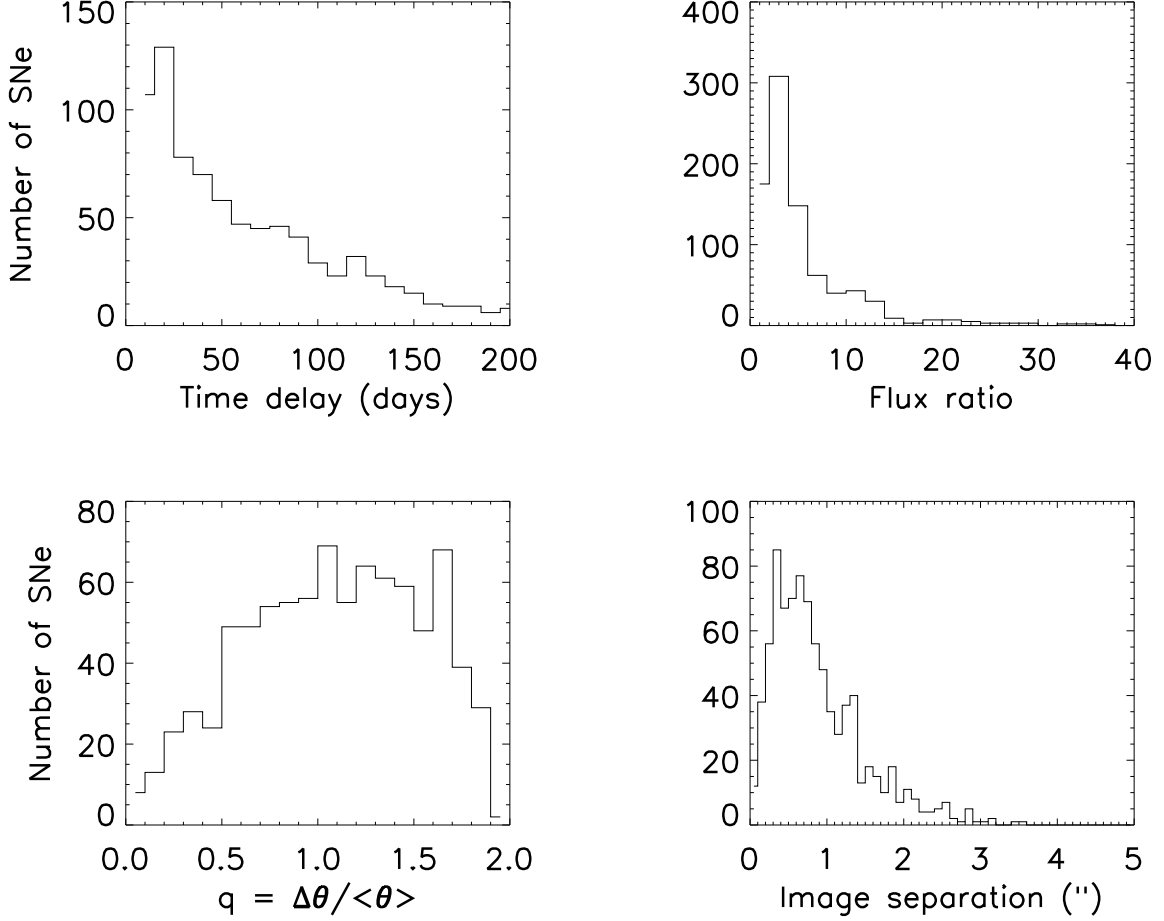 150
100
50
0
Number of SNe
0 50 100 150 200
Time delay (days)
400
300
200
100
0
0 10 20 30 40
Flux ratio
80
60
40
20
0
Number of SNe
0.0 0.5 1.0 1.5 2.0
q = Δθ/<θ>
100
80
60
40
20
0
0 1 2 3 4 5
Image separation (")